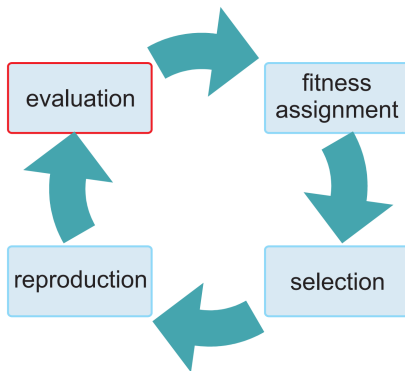 evaluation
fitness
assignment
reproduction
selection